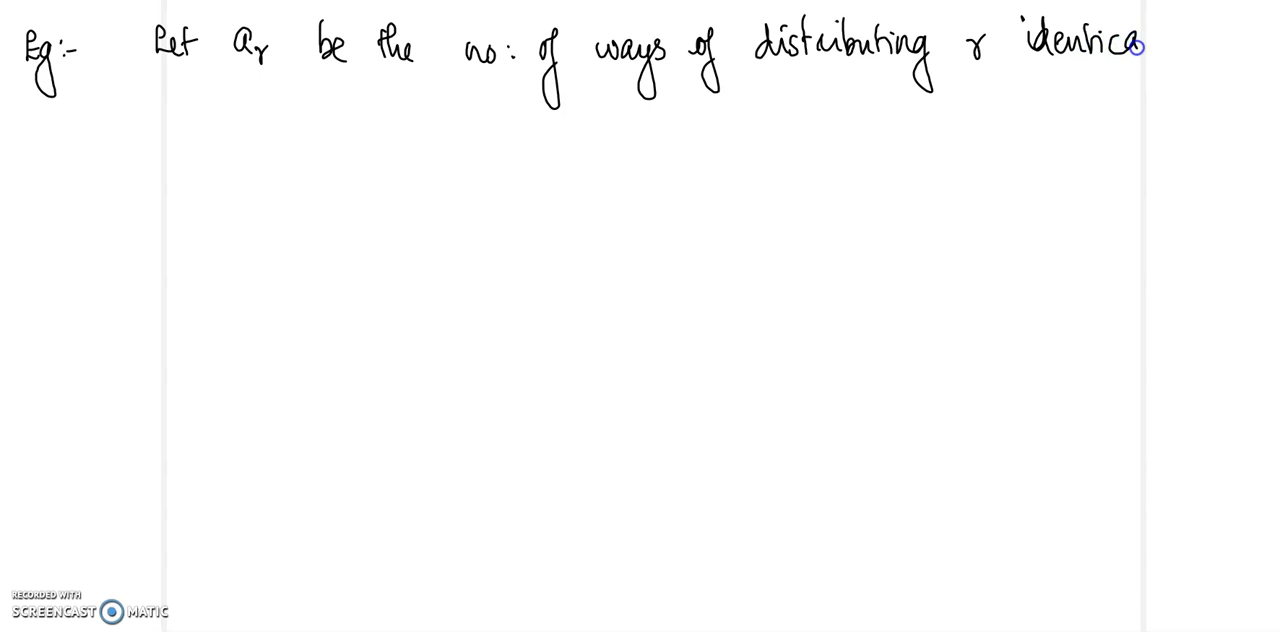 Eg:- Let aᵣ be the no: of ways of distributing r identica
RECORDED WITH
SCREENCAST MATIC